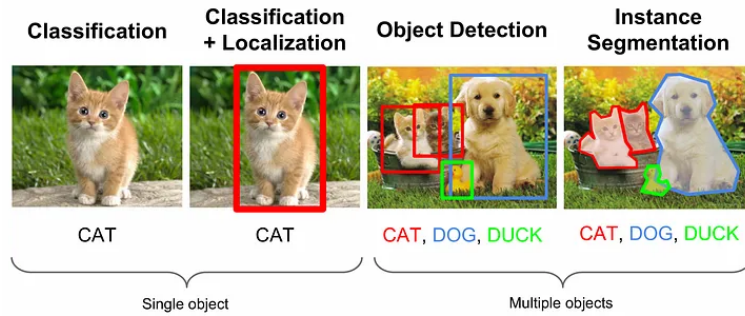 Classification
Classification
+ Localization
Object Detection
Instance
Segmentation
CAT
CAT
CAT, DOG, DUCK
CAT, DOG, DUCK
Single object
Multiple objects